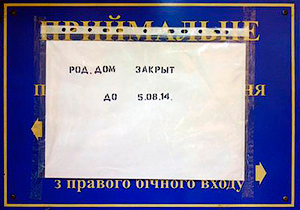 ПРИЙМАЛЬНЕ
РОД. ДОМ ЗАКРЫТ
ДО 5.08.14.
з правого бічного входу